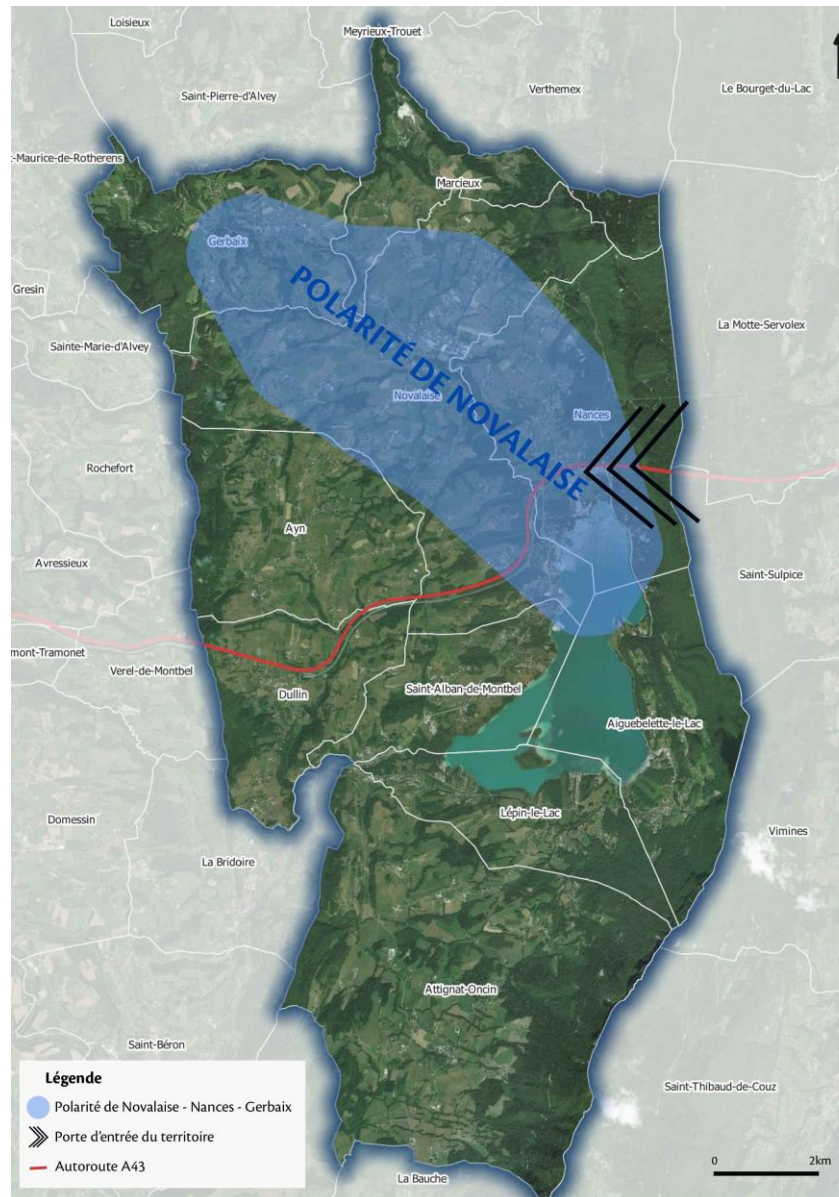 Loisieux
Meyrieux-Trouet
Saint-Pierre-d'Alvey
Verthemex
Le Bourget-du-Lac
t-Maurice-de-Rotherens
Marcieux
Gerbaix
Gresin
POLARITÉ DE NOVALAISE
La Motte-Servolex
Sainte-Marie-d'Alvey
Novalaise
Nances
Rochefort
Ayn
Avressieux
Saint-Sulpice
mont-Tramonet
Verel-de-Montbel
Dullin
Saint-Alban-de-Montbel
Aiguebelette-le-Lac
Domessin
Lépin-le-Lac
Vimines
La Bridoire
Attignat-Oncin
Saint-Béron
Saint-Thibaud-de-Couz
Légende
Polarité de Novalaise - Nances - Gerbaix
Porte d'entrée du territoire
Autoroute A43
La Bauche
0 2km